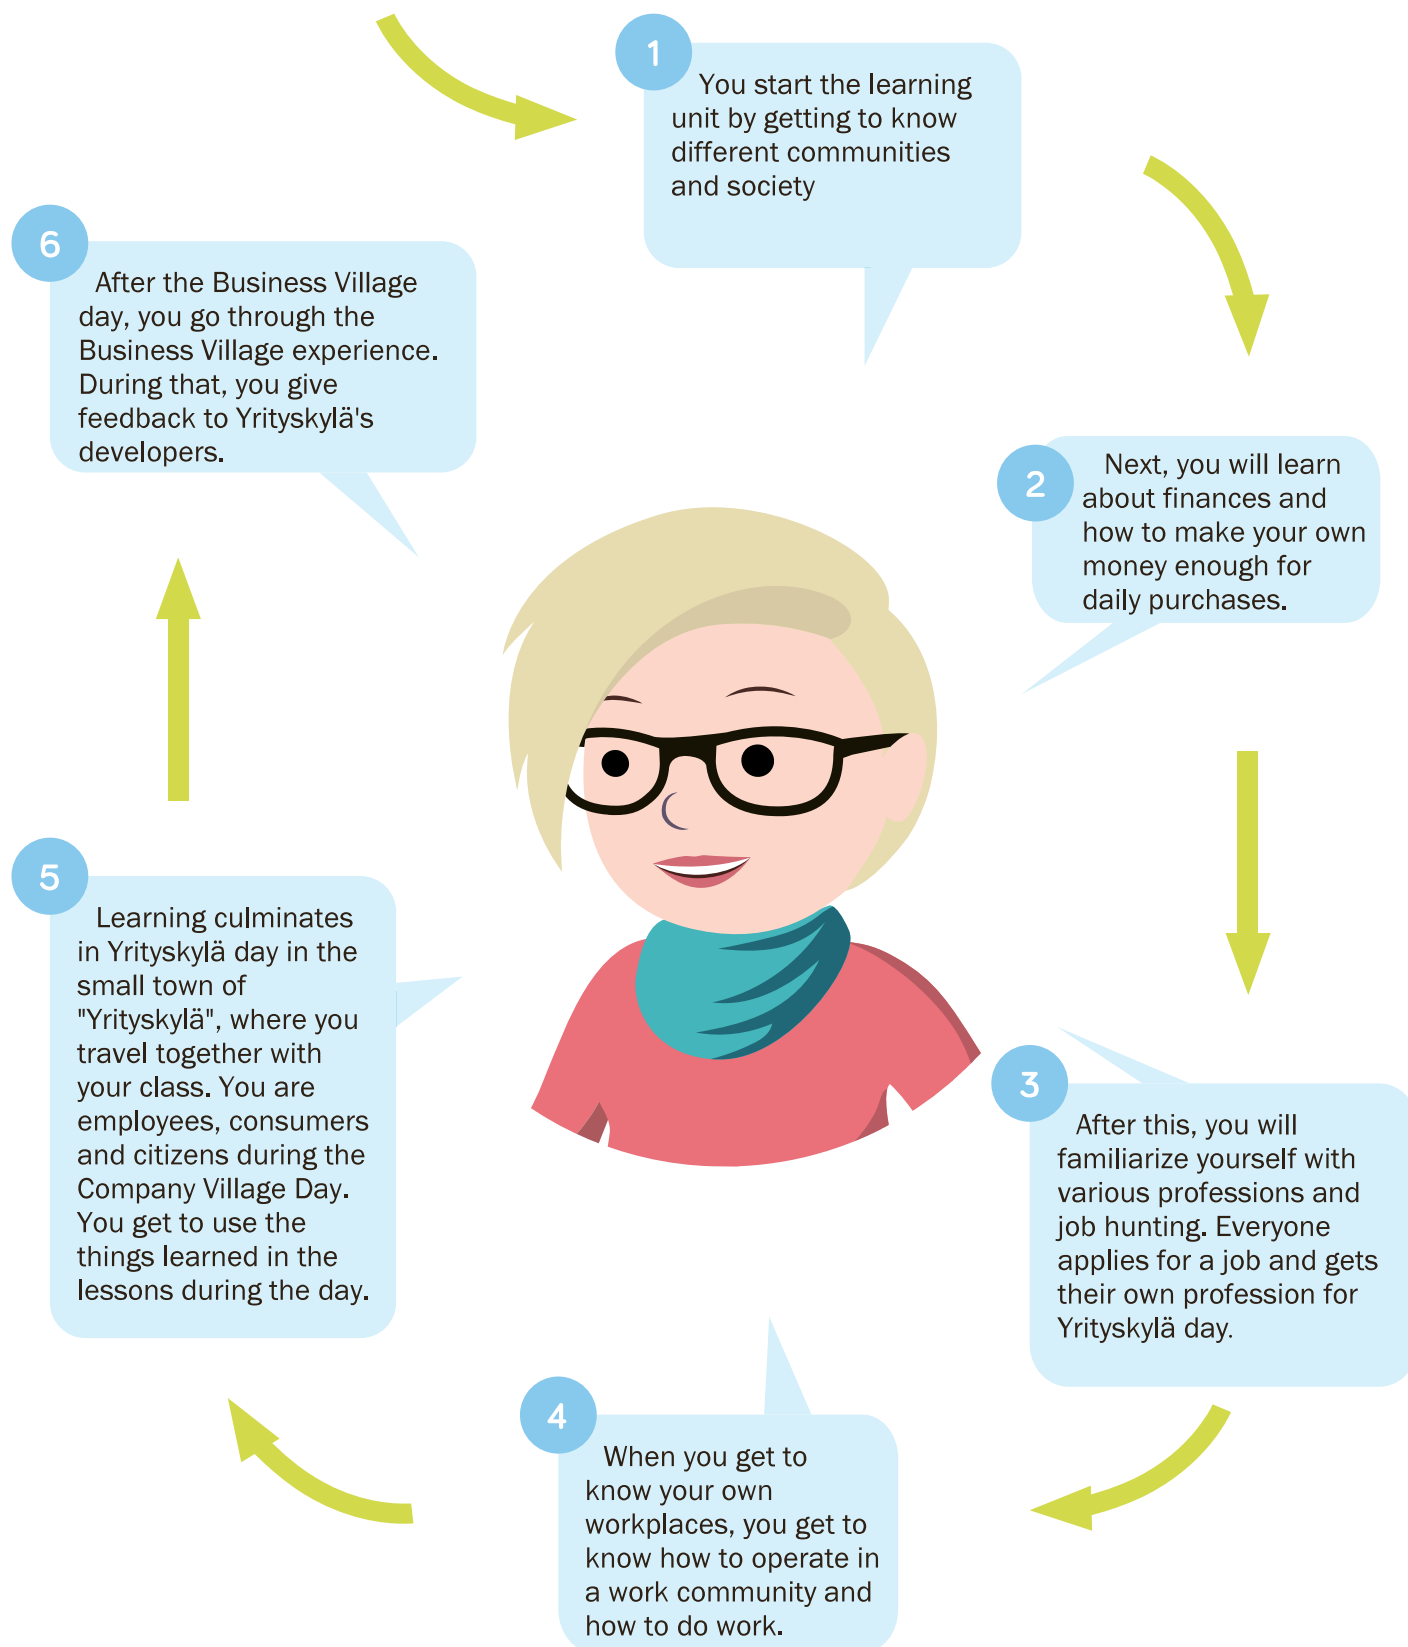 1
You start the learning
unit by getting to know
different communities
and society
2
Next, you will learn
about finances and
how to make your own
money enough for
daily purchases.
3
After this, you will
familiarize yourself with
various professions and
job hunting. Everyone
applies for a job and gets
their own profession for
Yrityskylä day.
4
When you get to
know your own
workplaces, you get to
know how to operate in
a work community and
how to do work.
5
Learning culminates
in Yrityskylä day in the
small town of
"Yrityskylä", where you
travel together with
your class. You are
employees, consumers
and citizens during the
Company Village Day.
You get to use the
things learned in the
lessons during the day.
6
After the Business Village
day, you go through the
Business Village experience.
During that, you give
feedback to Yrityskylä's
developers.